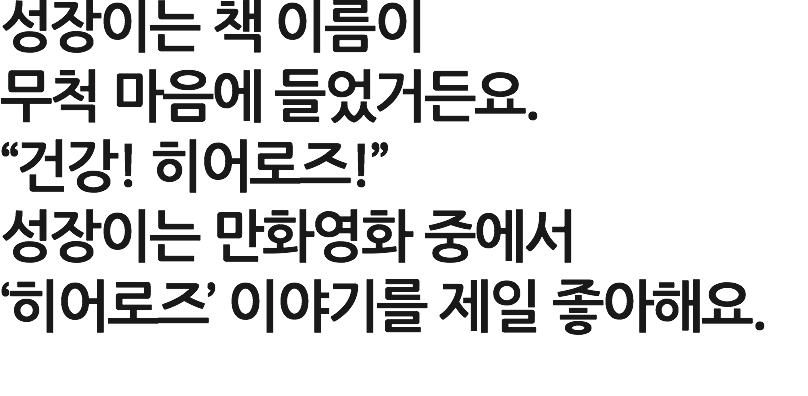 성장이는 책 이름이
무척 마음에 들었거든요.
“건강! 히어로즈!”
성장이는 만화영화 중에서
‘히어로즈’ 이야기를 제일 좋아해요.